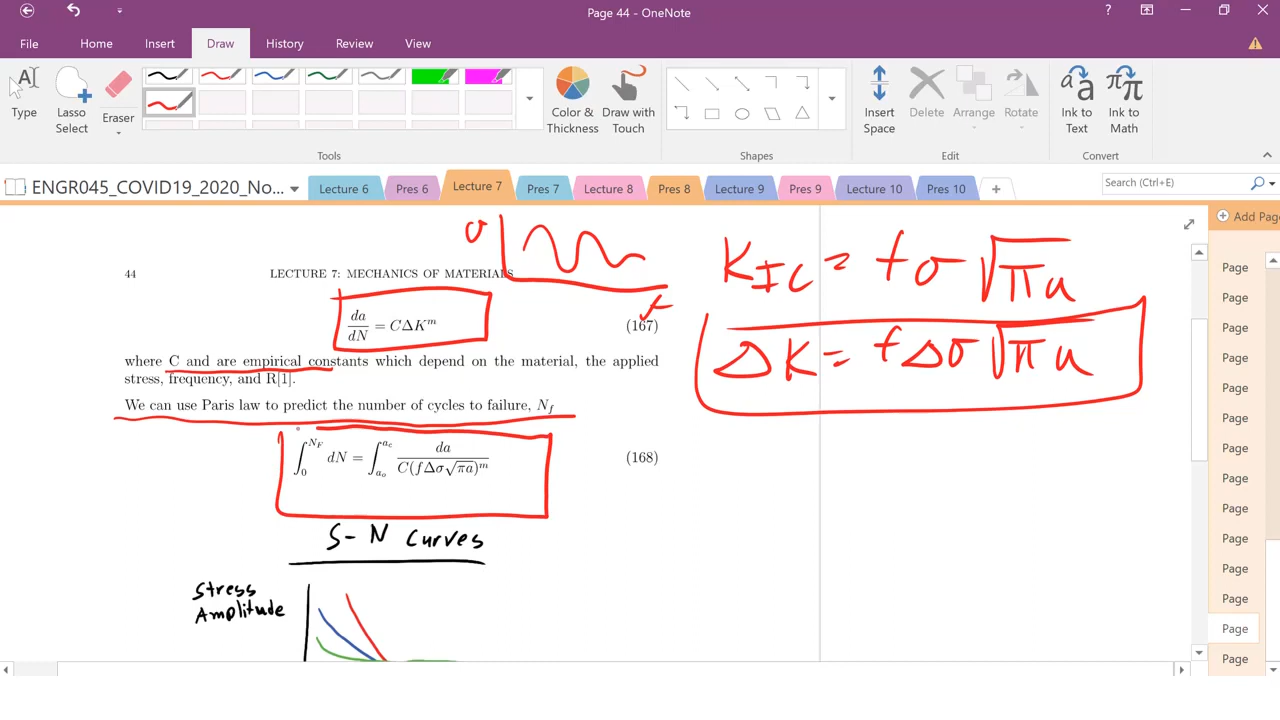 Page 44 - OneNote
File Home Insert Draw History Review View
Type
Lasso Select
Eraser
Color & Thickness
Draw with Touch
Insert Space
Delete Arrange Rotate
Ink to Text
Ink to Math
Tools Shapes Edit Convert
ENGR045_COVID19_2020_No...
Lecture 6 Pres 6 Lecture 7 Pres 7 Lecture 8 Pres 8 Lecture 9 Pres 9 Lecture 10 Pres 10
Search (Ctrl+E)
Add Page
44 LECTURE 7: MECHANICS OF MATERIALS
σ
t
da/dN = CΔK^m (167)
where C and are empirical constants which depend on the material, the applied
stress, frequency, and R[1].
We can use Paris law to predict the number of cycles to failure, N_f
∫_0^{N_F} dN = ∫_{a_o}^{a_c} da / C(fΔσ√πa)^m (168)
S-N Curves
Stress
Amplitude
K_IC = fσ√πa
ΔK = fΔσ√πa
Page
Page
Page
Page
Page
Page
Page
Page
Page
Page
Page
Page
Page
Page